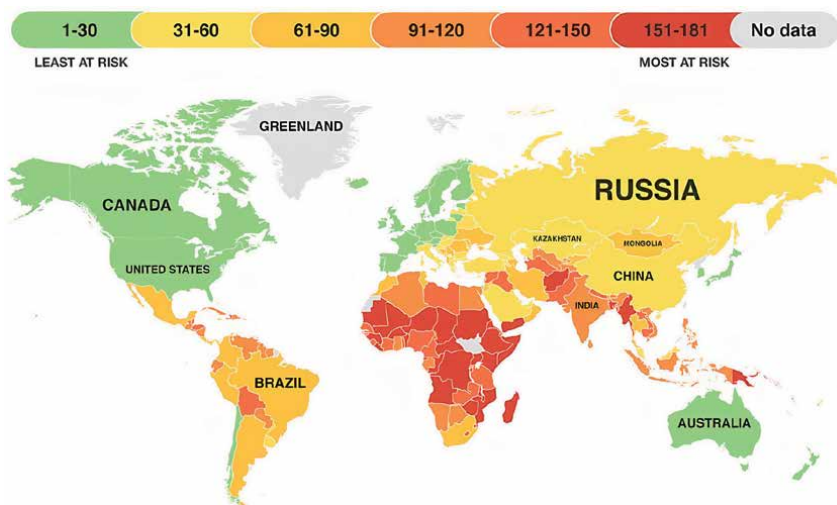 1-30 31-60 61-90 91-120 121-150 151-181 No data
LEAST AT RISK MOST AT RISK
GREENLAND
RUSSIA
CANADA
KAZAKHSTAN
MONGOLIA
UNITED STATES
CHINA
INDIA
BRAZIL
AUSTRALIA